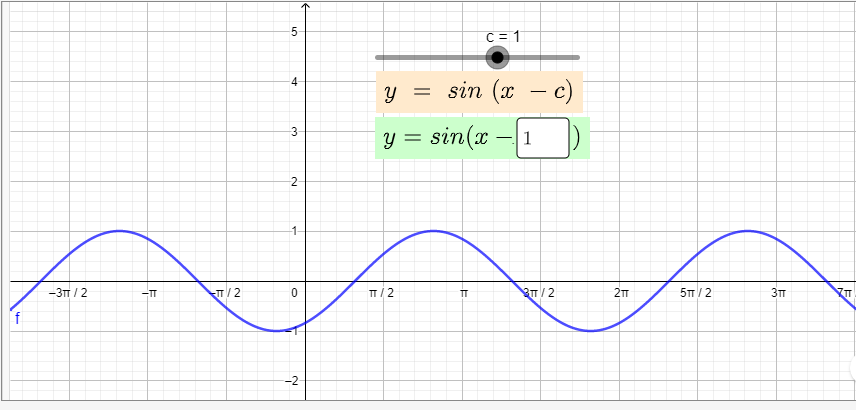 5
c = 1
4
y = sin (x − c)
3
y = sin(x − 1 )
2
1
−3π / 2 −π −π / 2 0 π / 2 π 3π / 2 2π 5π / 2 3π 7π
f
−1
−2